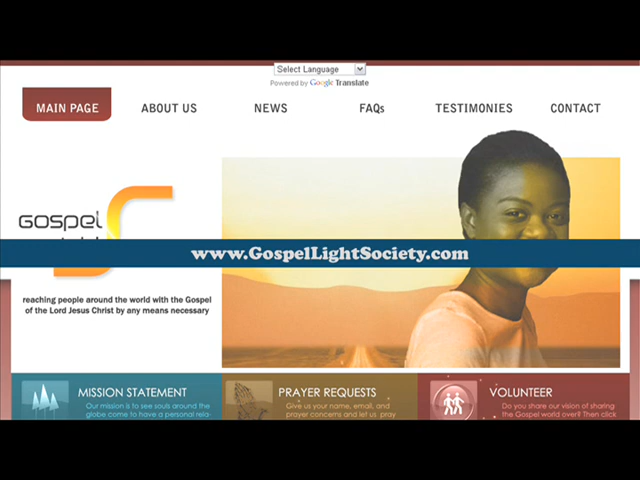 Select Language
Powered by Google Translate
MAIN PAGE
ABOUT US
NEWS
FAQs
TESTIMONIES
CONTACT
GOSPEL
www.GospelLightSociety.com
reaching people around the world with the Gospel
of the Lord Jesus Christ by any means necessary
MISSION STATEMENT
Our mission is to see souls around the
globe come to have a personal rela-
PRAYER REQUESTS
Give us your name, email, and
prayer concerns and let us pray
VOLUNTEER
Do you share our vision of sharing
the Gospel world over? Then click